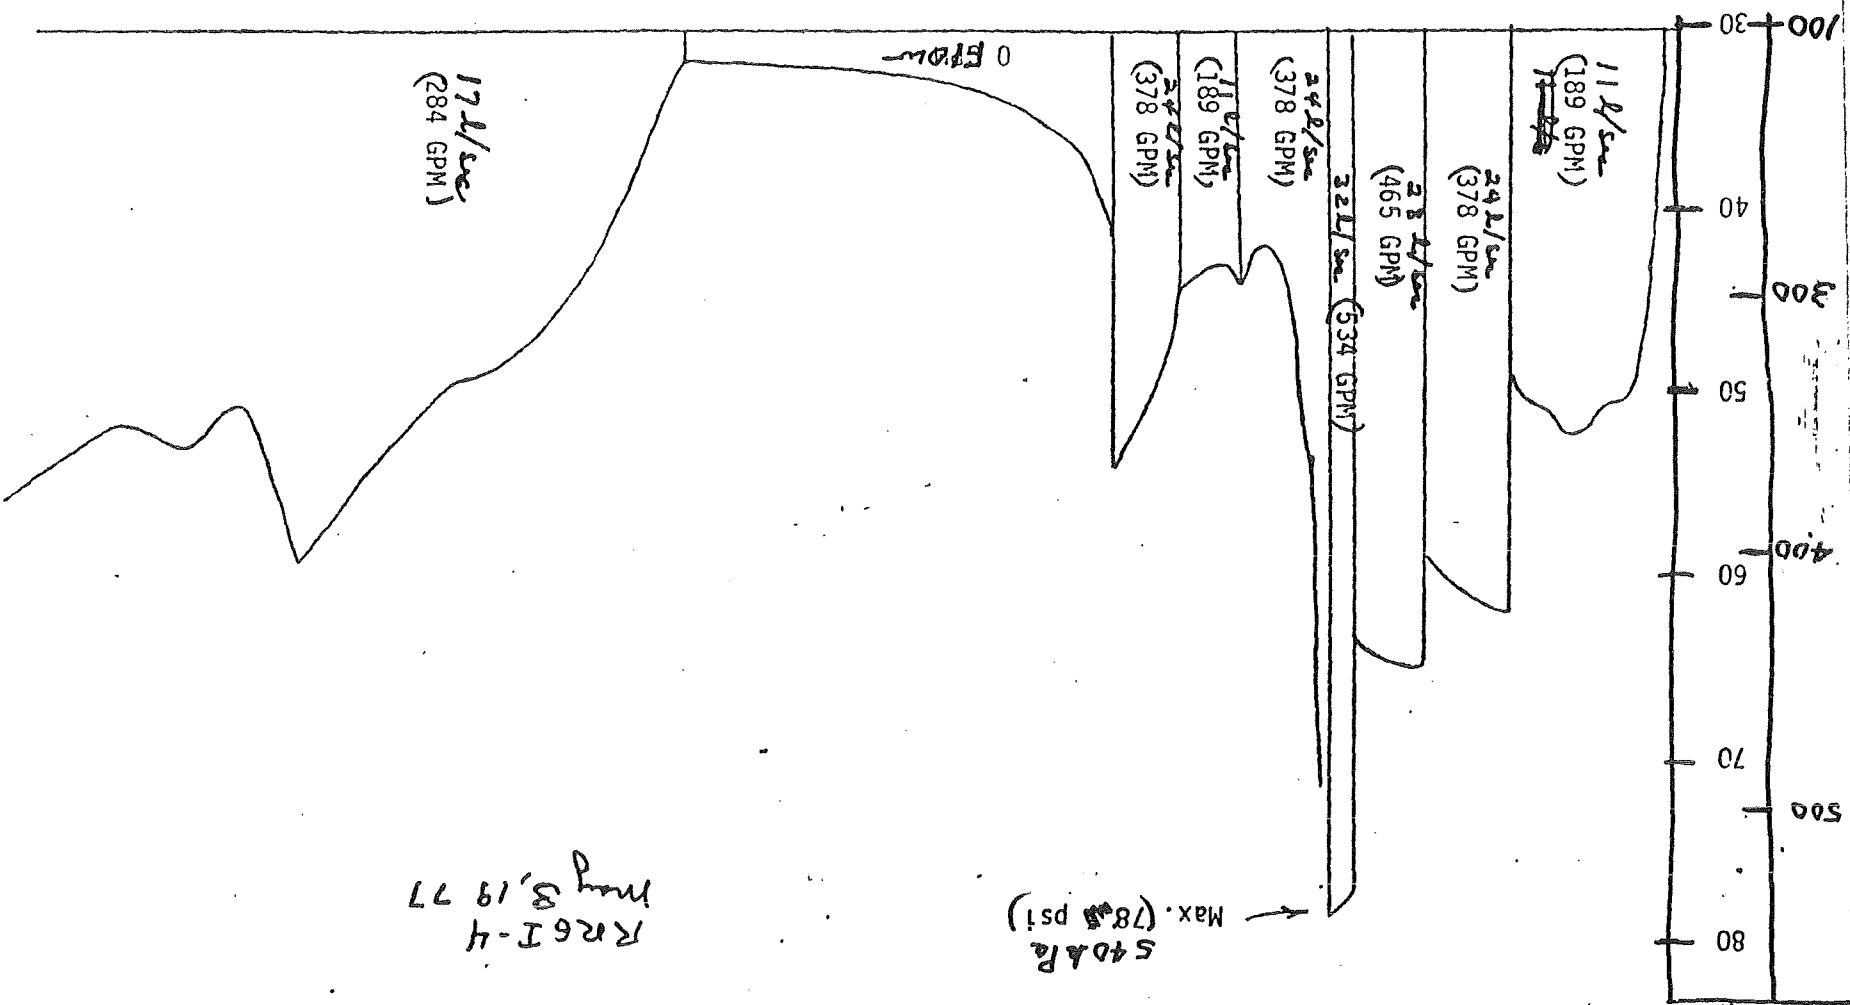 80
540 kPa
Max. (78 psi)
RRGI-4
May 1977
500
70
60
400
50
300
40
30
100
11 l/sec
(189 GPM)
24 l/sec
(378 GPM)
28 l/sec
(465 GPM)
32 l/sec (534 GPM)
24 l/sec
(378 GPM)
11 l/sec
(189 GPM)
24 l/sec
(378 GPM)
0 Flow
17 l/sec
(284 GPM)